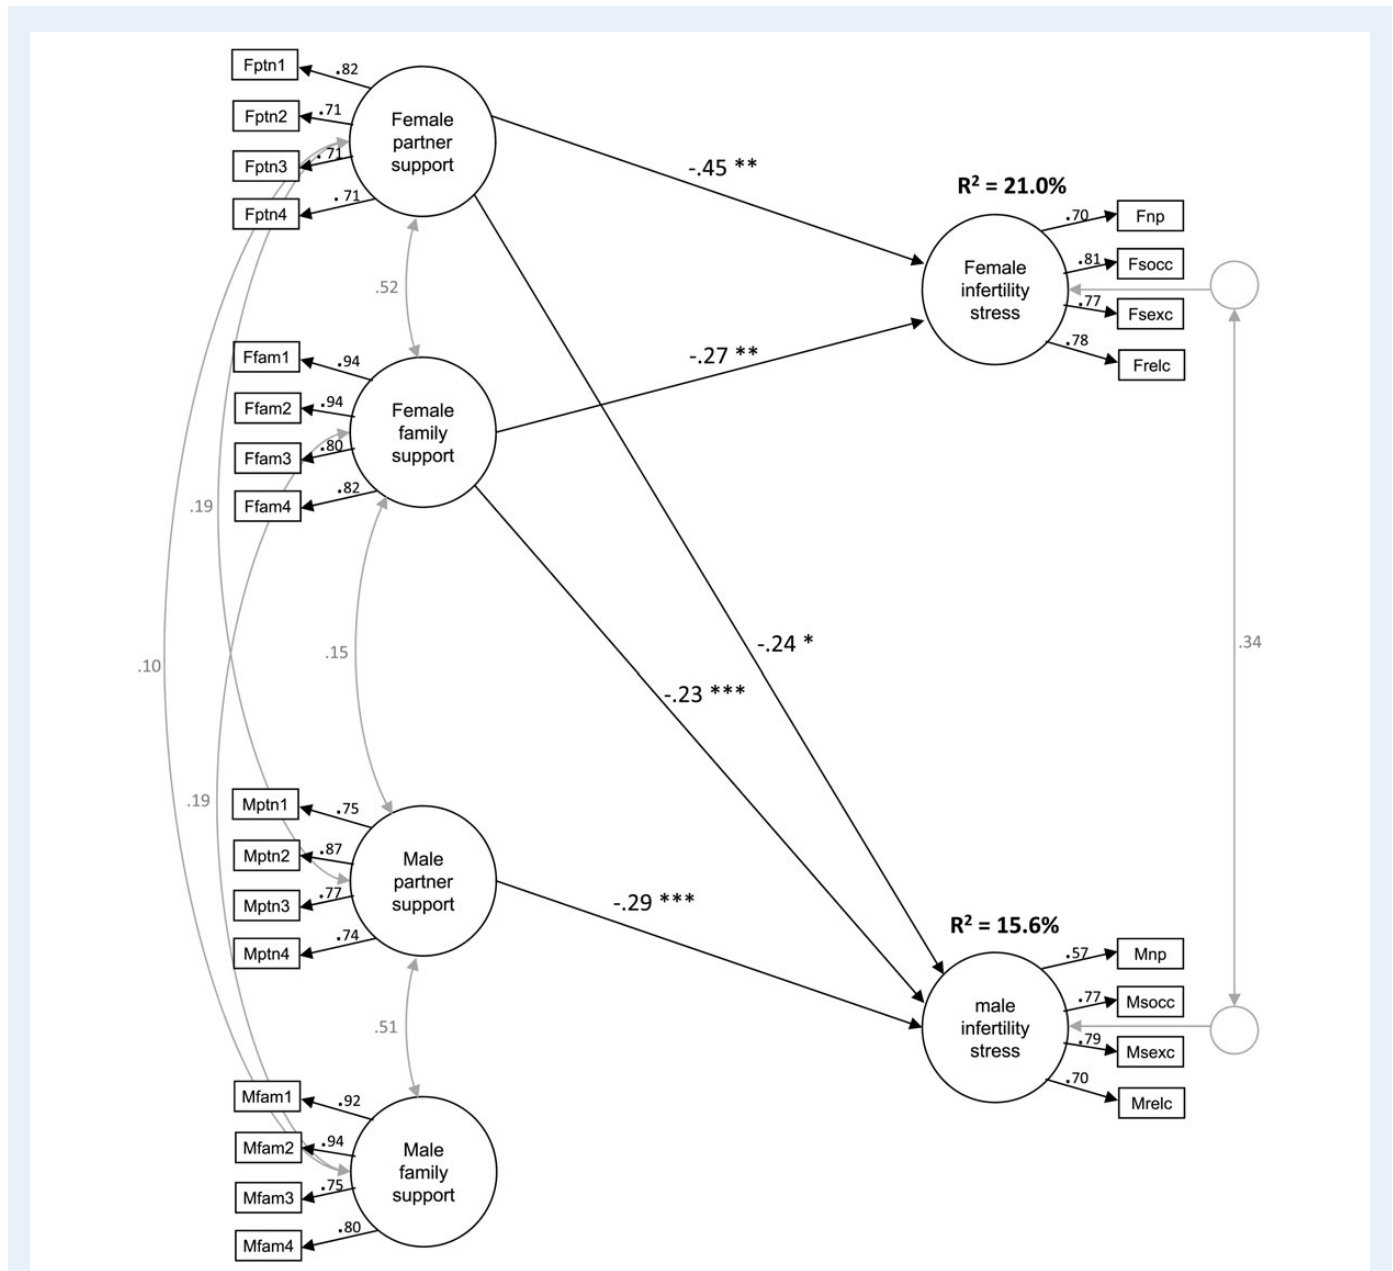 Fptn1
.82
Fptn2
.71
Fptn3
.71
Fptn4
.71
Female
partner
support
-.45 **
R² = 21.0%
Female
infertility
stress
.70
Fnp
.81
Fsocc
.77
Fsexc
.78
Frelc
.52
-.27 **
Ffam1
.94
Ffam2
.94
Ffam3
.80
Ffam4
.82
Female
family
support
.19
.10
.15
-.24 *
-.23 ***
.34
.19
Mptn1
.75
Mptn2
.87
Mptn3
.77
Mptn4
.74
Male
partner
support
-.29 ***
R² = 15.6%
male
infertility
stress
.57
Mnp
.77
Msocc
.79
Msexc
.70
Mrelc
.51
Mfam1
.92
Mfam2
.94
Mfam3
.75
Mfam4
.80
Male
family
support